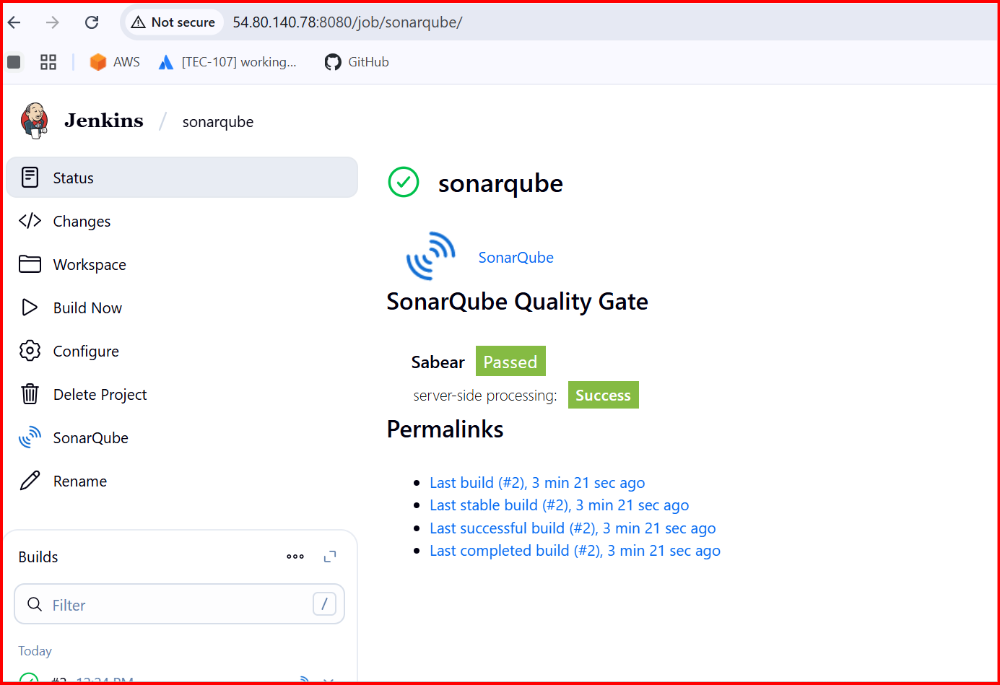 Not secure 54.80.140.78:8080/job/sonarqube/
AWS [TEC-107] working... GitHub
Jenkins / sonarqube
Status
Changes
Workspace
Build Now
Configure
Delete Project
SonarQube
Rename
Builds
Filter /
Today
sonarqube
SonarQube
SonarQube Quality Gate
Sabear Passed
server-side processing: Success
Permalinks
Last build (#2), 3 min 21 sec ago
Last stable build (#2), 3 min 21 sec ago
Last successful build (#2), 3 min 21 sec ago
Last completed build (#2), 3 min 21 sec ago